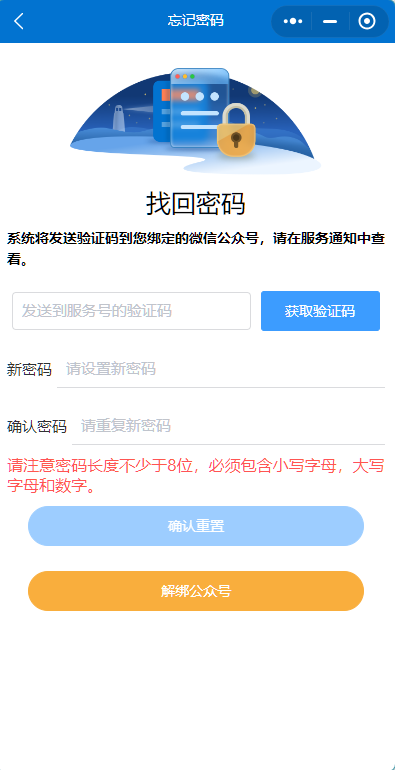 忘记密码
找回密码
系统将发送验证码到您绑定的微信公众号，请在服务通知中查
看。
发送到服务号的验证码
获取验证码
新密码 请设置新密码
确认密码 请重复新密码
请注意密码长度不少于8位，必须包含小写字母，大写
字母和数字。
确认重置
解绑公众号